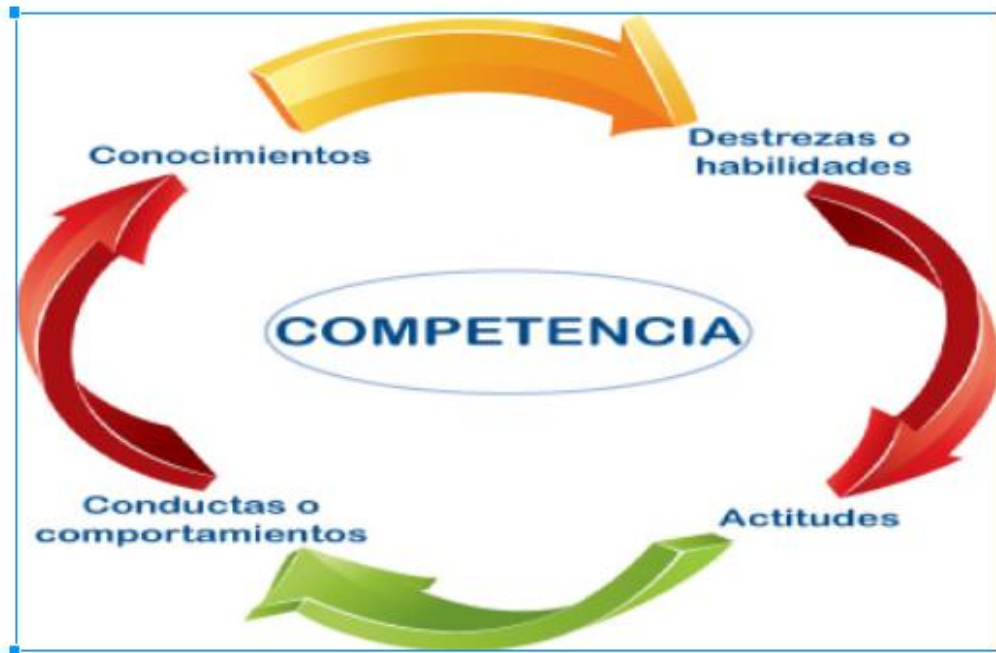 Conocimientos
Destrezas o
habilidades
COMPETENCIA
Conductas o
comportamientos
Actitudes